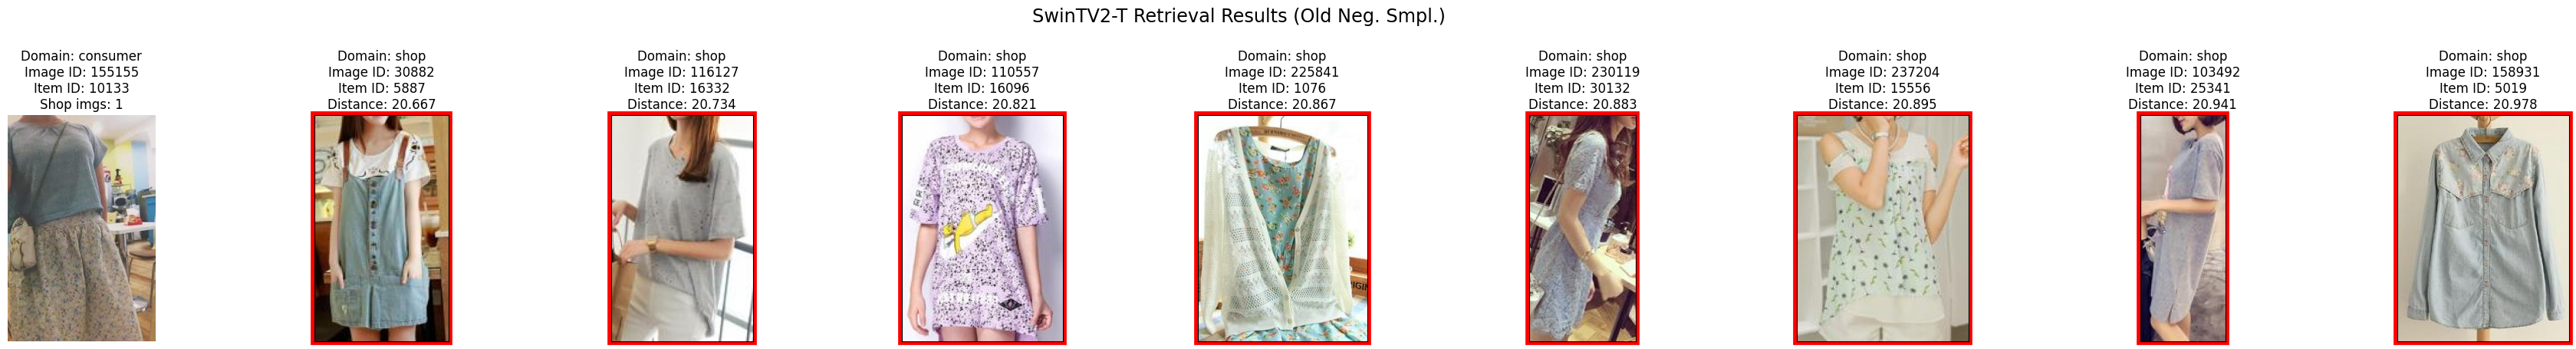 SwinTV2-T Retrieval Results (Old Neg. Smpl.)
Domain: consumer
Image ID: 155155
Item ID: 10133
Shop imgs: 1
Domain: shop
Image ID: 30882
Item ID: 5887
Distance: 20.667
Domain: shop
Image ID: 116127
Item ID: 16332
Distance: 20.734
Domain: shop
Image ID: 110557
Item ID: 16096
Distance: 20.821
Domain: shop
Image ID: 225841
Item ID: 1076
Distance: 20.867
Domain: shop
Image ID: 230119
Item ID: 30132
Distance: 20.883
Domain: shop
Image ID: 237204
Item ID: 15556
Distance: 20.895
Domain: shop
Image ID: 103492
Item ID: 25341
Distance: 20.941
Domain: shop
Image ID: 158931
Item ID: 5019
Distance: 20.978